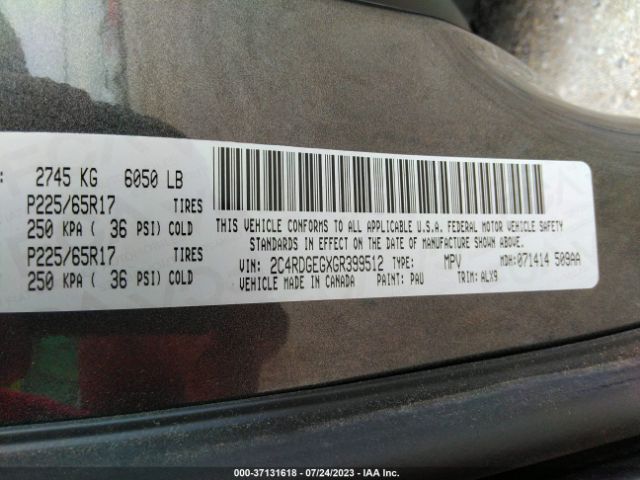 : 2745 KG 6050 LB
P225/65R17 TIRES
250 KPA ( 36 PSI) COLD
P225/65R17 TIRES
250 KPA ( 36 PSI) COLD
THIS VEHICLE CONFORMS TO ALL APPLICABLE U.S.A. FEDERAL MOTOR VEHICLE SAFETY
STANDARDS IN EFFECT ON THE DATE OF MANUFACTURE SHOWN ABOVE.
VIN: 2C4RDGEGXGR399512 TYPE: MPV MDH: 071414 509AA
VEHICLE MADE IN CANADA PAINT: PAU TRIM: ALX9
000-37131618 - 07/24/2023 - IAA Inc.